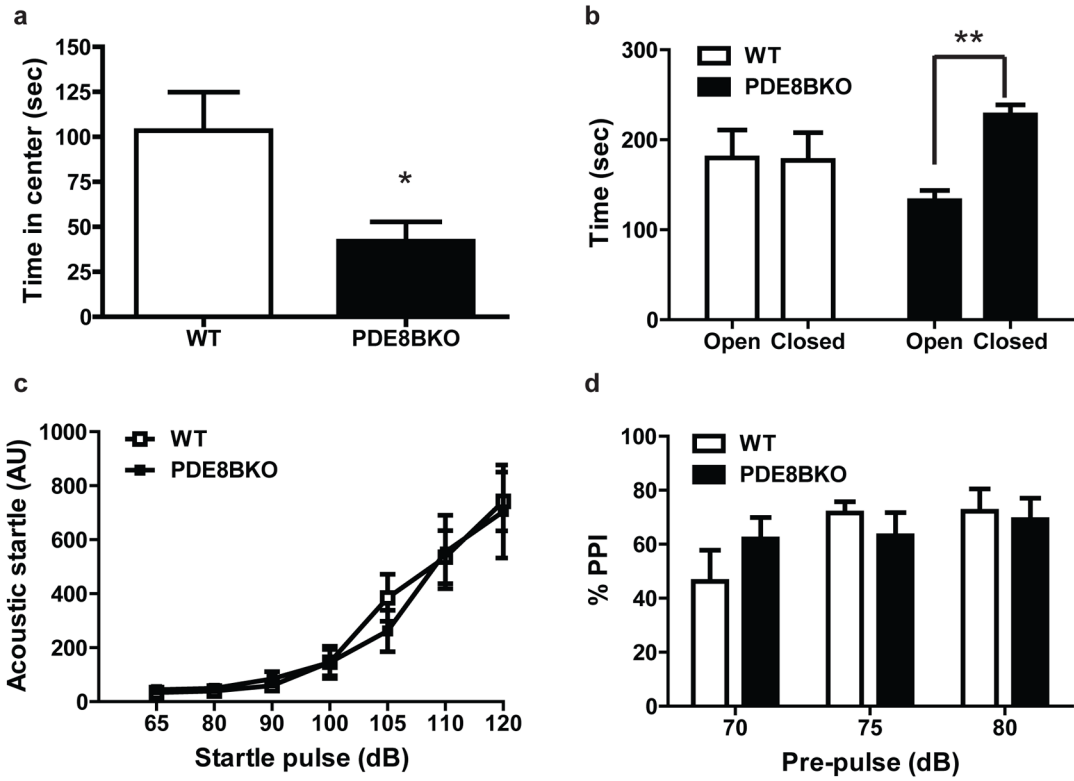 a
Time in center (sec)
150
125
100
75
50
25
0
*
WT
PDE8BKO
b
Time (sec)
300
200
100
0
WT
PDE8BKO
**
Open Closed
Open Closed
c
Acoustic startle (AU)
1000
800
600
400
200
0
WT
PDE8BKO
65 80 90 100 105 110 120
Startle pulse (dB)
d
% PPI
100
80
60
40
20
0
WT
PDE8BKO
70 75 80
Pre-pulse (dB)